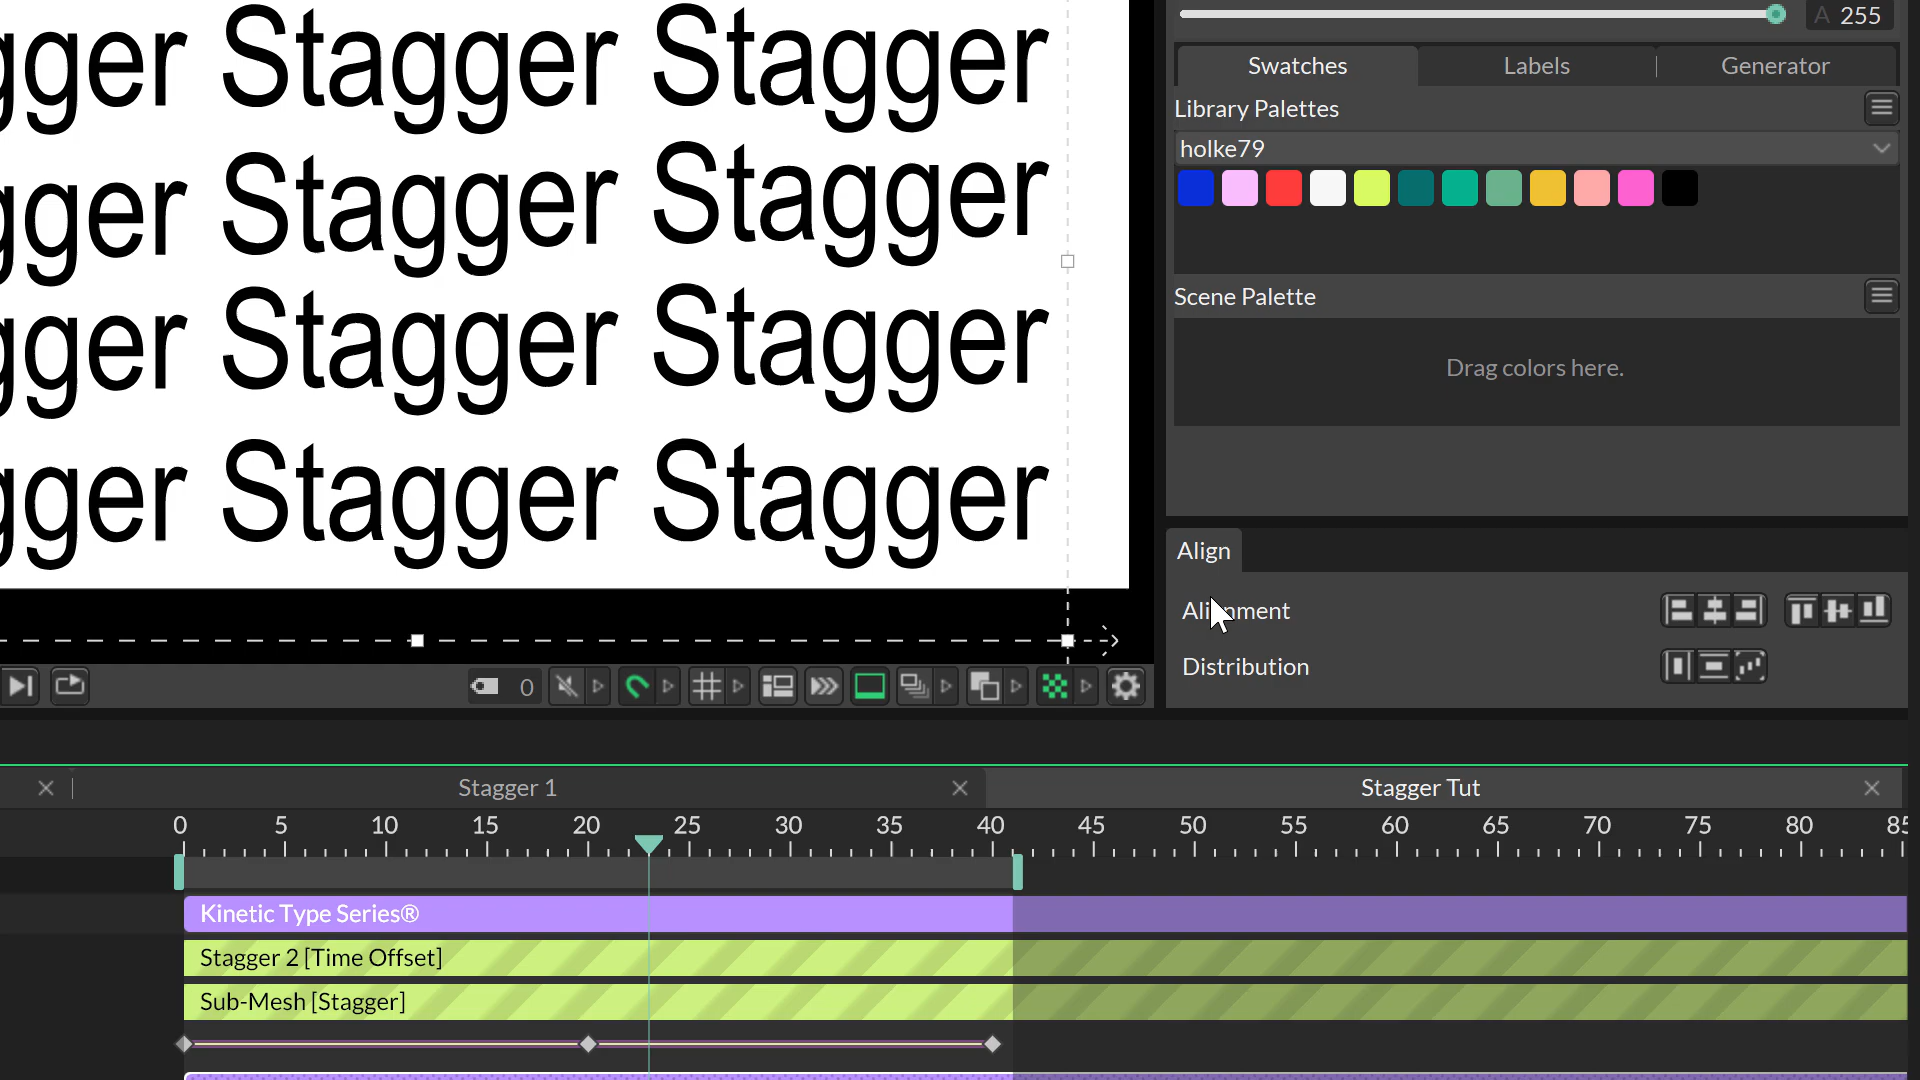 gger Stagger Stagger
gger Stagger Stagger
gger Stagger Stagger
gger Stagger Stagger
A 255
Swatches Labels Generator
Library Palettes
holke79
Scene Palette
Drag colors here.
Align
Alignment
Distribution
0
Stagger 1 Stagger Tut
0 5 10 15 20 25 30 35 40 45 50 55 60 65 70 75 80 85
Kinetic Type Series®
Stagger 2 [Time Offset]
Sub-Mesh [Stagger]